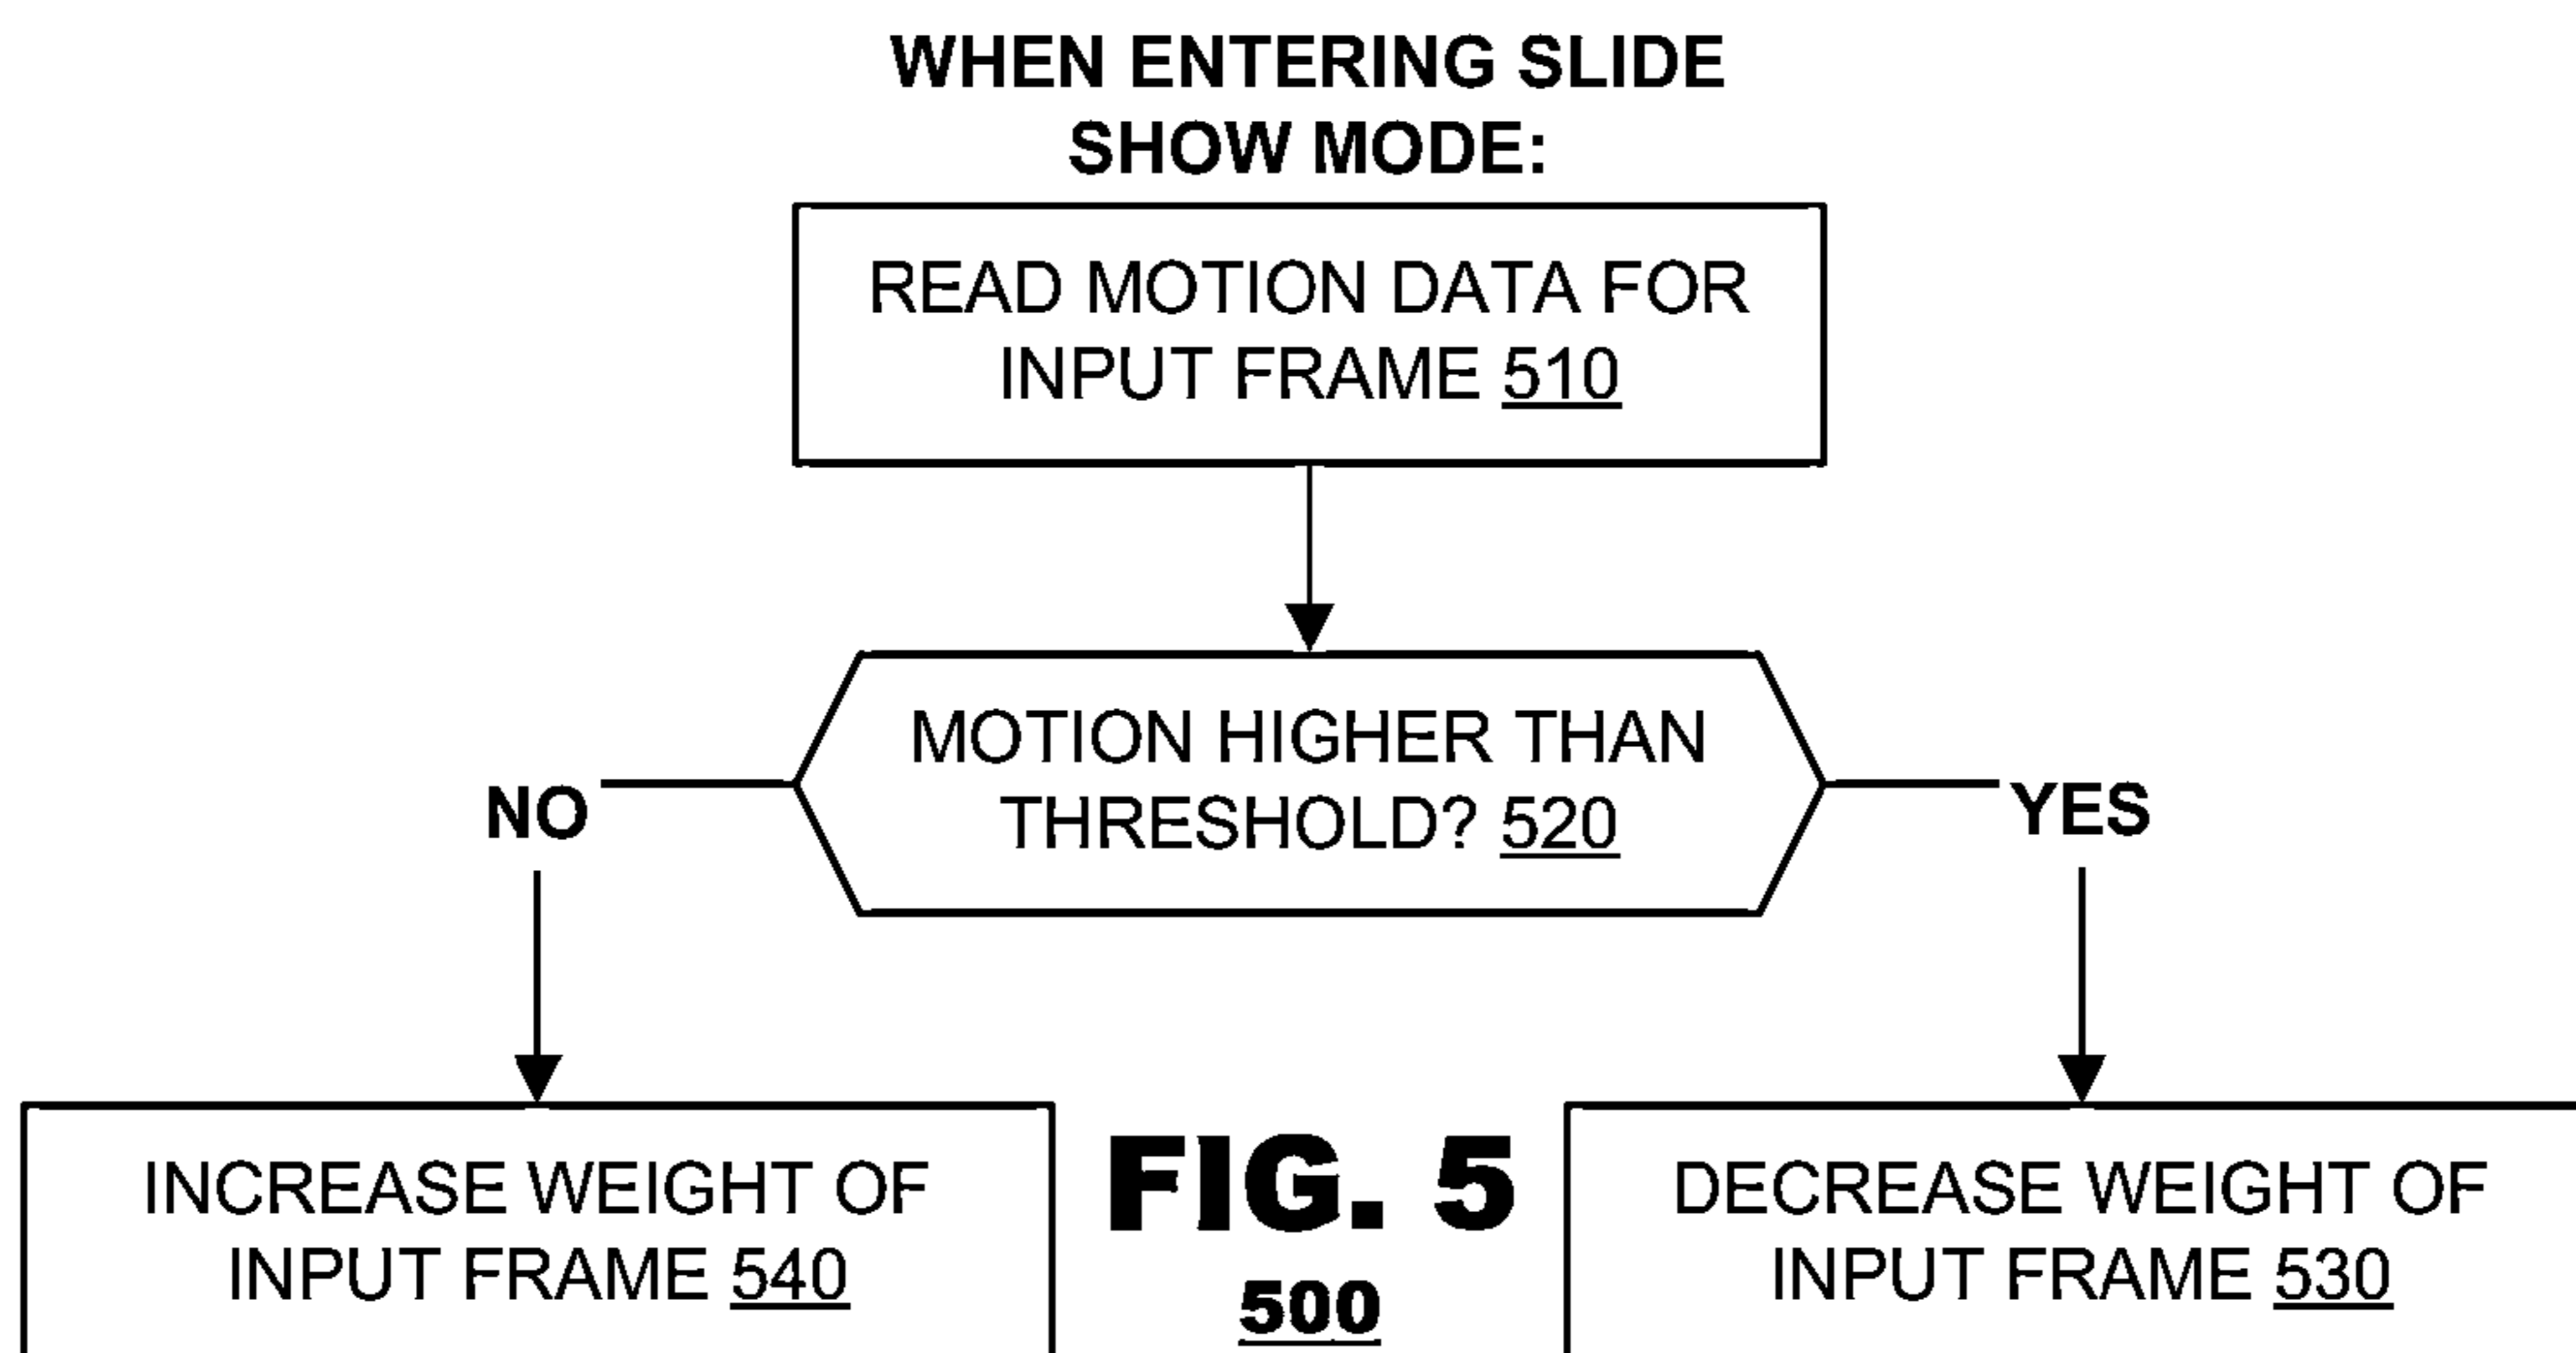 WHEN ENTERING SLIDE
SHOW MODE:
READ MOTION DATA FOR
INPUT FRAME 510
MOTION HIGHER THAN
THRESHOLD? 520
NO
YES
INCREASE WEIGHT OF
INPUT FRAME 540
FIG. 5
500
DECREASE WEIGHT OF
INPUT FRAME 530